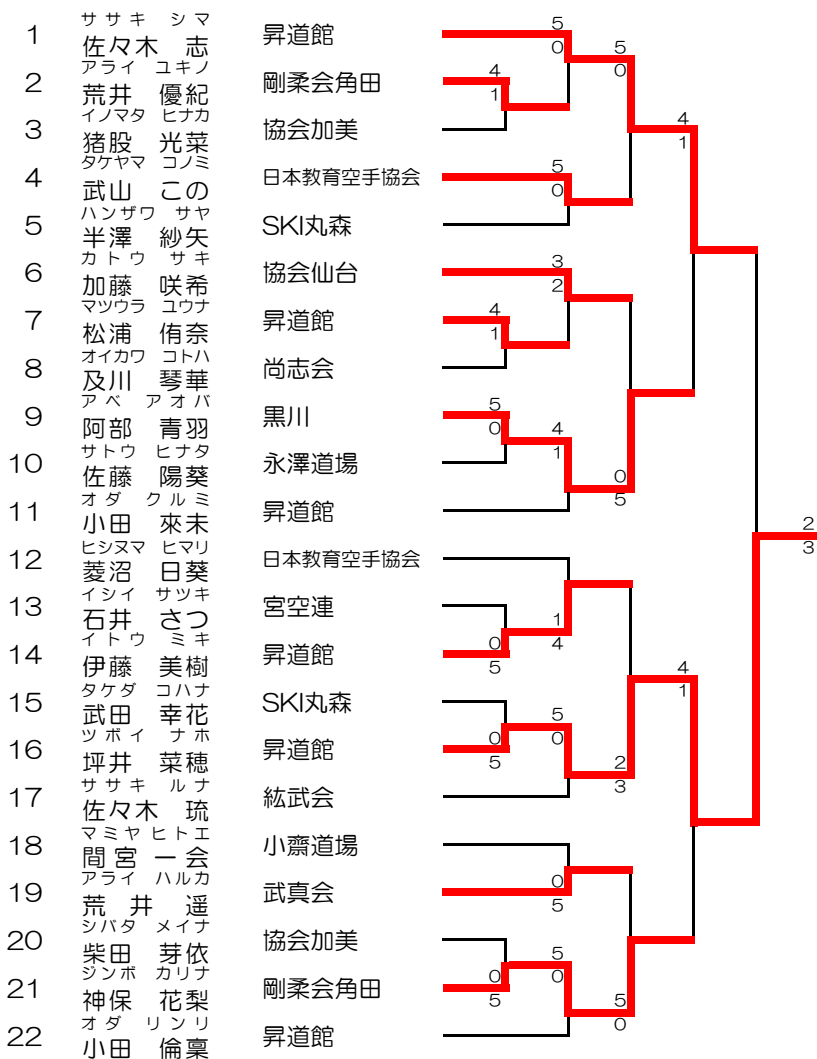 ササキ シマ
1 佐々木 志 昇道館
アライ ユキノ
2 荒井 優紀 剛柔会角田
イノマタ ヒナカ
3 猪股 光菜 協会加美
タケヤマ コノミ
4 武山 この 日本教育空手協会
ハンザワ サヤ
5 半澤 紗矢 SKI丸森
カトウ サキ
6 加藤 咲希 協会仙台
マツウラ ユウナ
7 松浦 侑奈 昇道館
オイカワ コトハ
8 及川 琴華 尚志会
アベ アオバ
9 阿部 青羽 黒川
サトウ ヒナタ
10 佐藤 陽葵 永澤道場
オダ クルミ
11 小田 來未 昇道館
ヒシヌマ ヒマリ
12 菱沼 日葵 日本教育空手協会
イシイ サツキ
13 石井 さつ 宮空連
イトウ ミキ
14 伊藤 美樹 昇道館
タケダ コハナ
15 武田 幸花 SKI丸森
ツボイ ナホ
16 坪井 菜穂 昇道館
ササキ ルナ
17 佐々木 琉 紘武会
マミヤ ヒトエ
18 間宮 一会 小齋道場
アライ ハルカ
19 荒井 遥 武真会
シバタ メイナ
20 柴田 芽依 協会加美
ジンボ カリナ
21 神保 花梨 剛柔会角田
オダ リンリ
22 小田 倫稟 昇道館
4
1
4
1
5
0
0
5
0
5
0
5
5
0
5
0
3
2
4
1
1
4
5
0
0
5
5
0
5
0
0
5
2
3
5
0
4
1
4
1
2
3